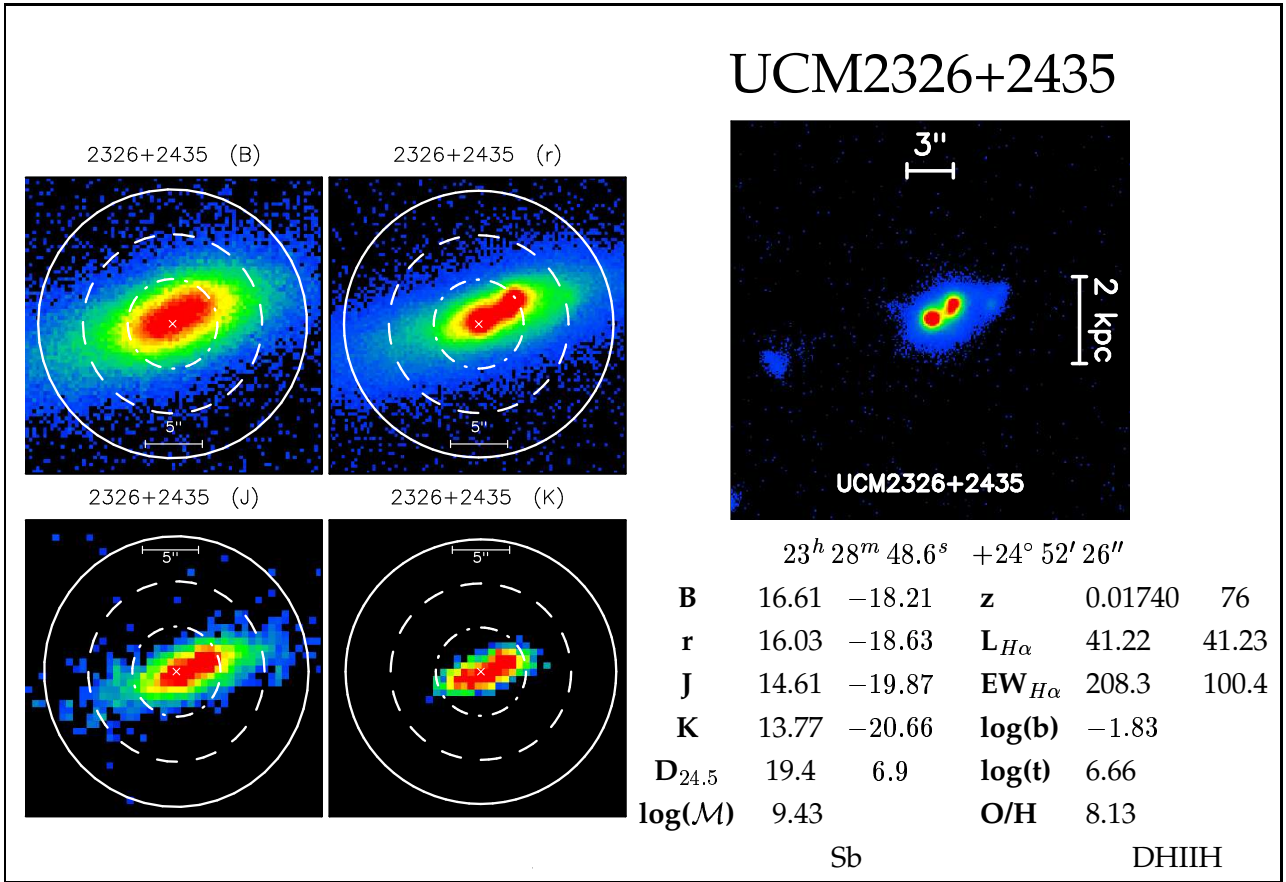 UCM2326+2435
2326+2435 (B)
2326+2435 (r)
5"
5"
2326+2435 (J)
2326+2435 (K)
5"
5"
3"
2 kpc
UCM2326+2435
23ʰ 28ᵐ 48.6ˢ +24° 52′ 26″
B 16.61 −18.21 z 0.01740 76
r 16.03 −18.63 L_Hα 41.22 41.23
J 14.61 −19.87 EW_Hα 208.3 100.4
K 13.77 −20.66 log(b) −1.83
D_24.5 19.4 6.9 log(t) 6.66
log(ℳ) 9.43 O/H 8.13
Sb DHIIH